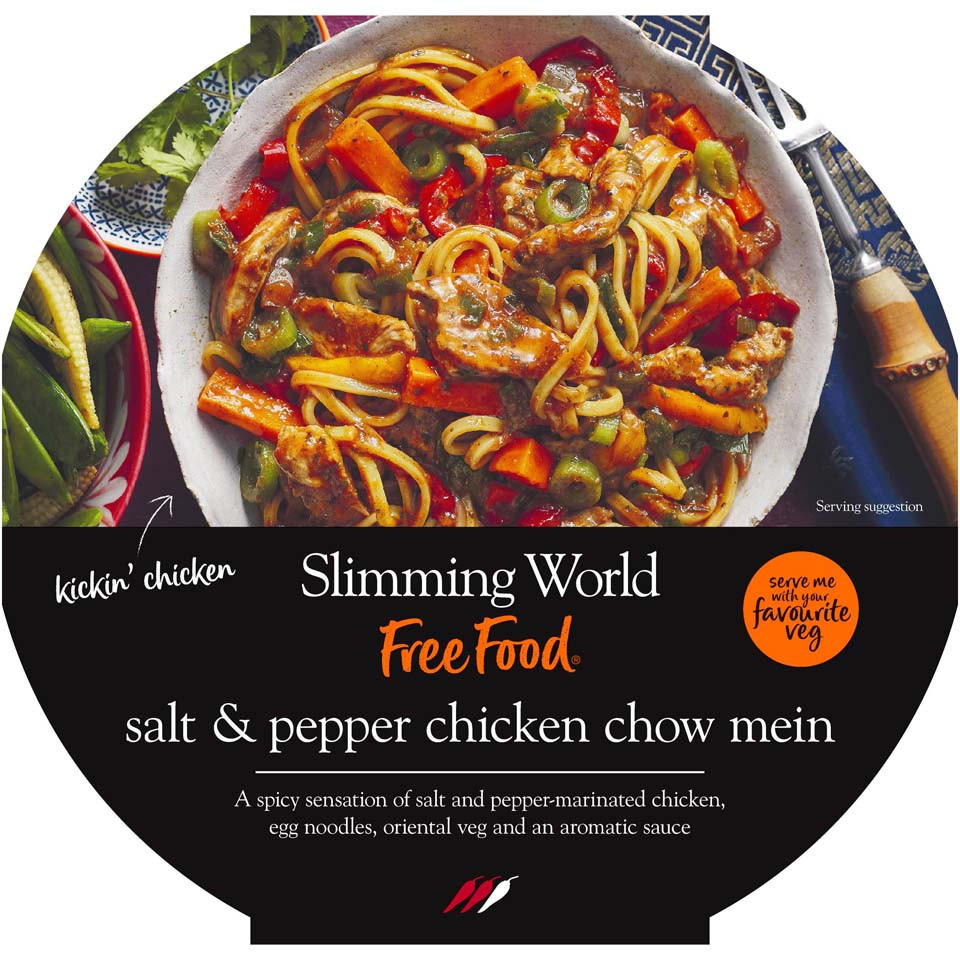 Serving suggestion
kickin' chicken
Slimming World
Free Food®
serve me
with your
favourite
veg
salt & pepper chicken chow mein
A spicy sensation of salt and pepper-marinated chicken,
egg noodles, oriental veg and an aromatic sauce